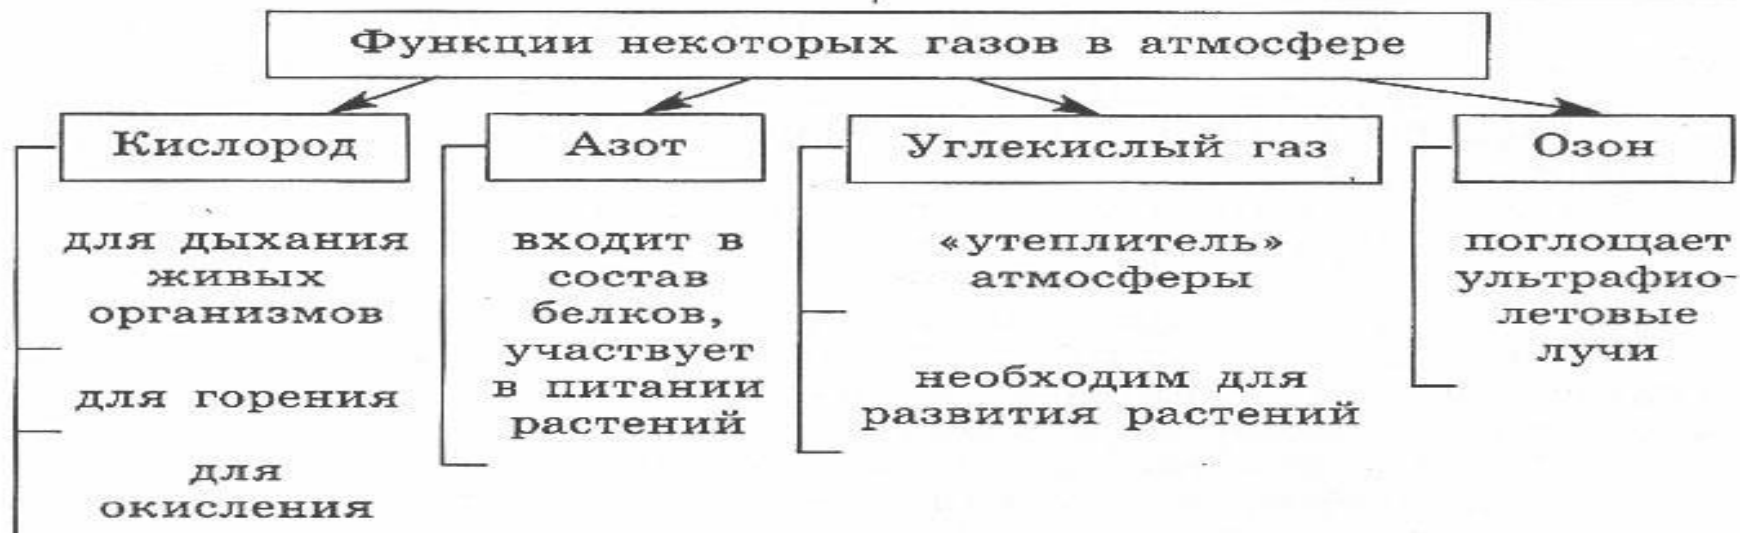 Функции некоторых газов в атмосфере
Кислород
для дыхания
живых
организмов
для горения
для
окисления
Азот
входит в
состав
белков,
участвует
в питании
растений
Углекислый газ
«утеплитель»
атмосферы
необходим для
развития растений
Озон
поглощает
ультрафио-
летовые
лучи